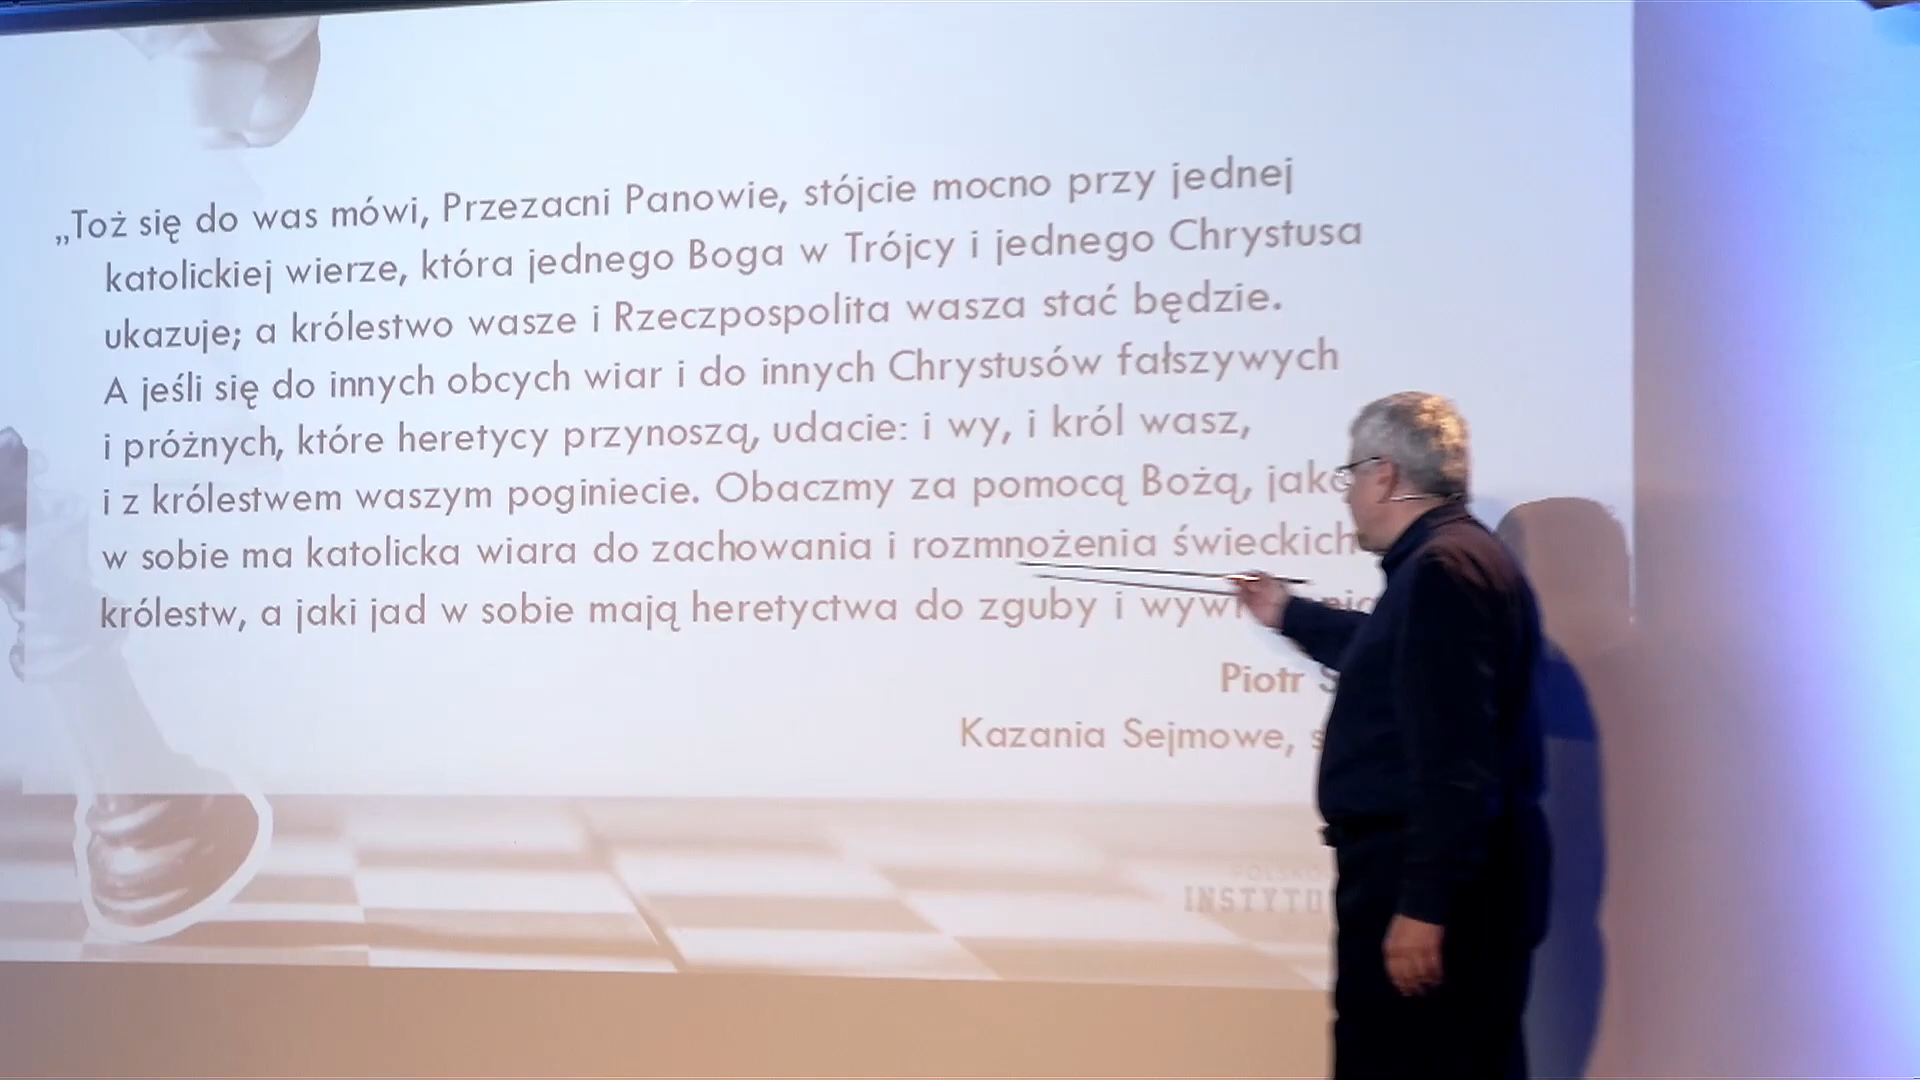 „Toż się do was mówi, Przezacni Panowie, stójcie mocno przy jednej
katolickiej wierze, która jednego Boga w Trójcy i jednego Chrystusa
ukazuje; a królestwo wasze i Rzeczpospolita wasza stać będzie.
A jeśli się do innych obcych wiar i do innych Chrystusów fałszywych
i próżnych, które heretycy przynoszą, udacie: i wy, i król wasz,
i z królestwem waszym poginiecie. Obaczmy za pomocą Bożą, jako
w sobie ma katolicka wiara do zachowania i rozmnożenia świeckich
królestw, a jaki jad w sobie mają heretyctwa do zguby i
Piotr
Kazania Sejmowe,